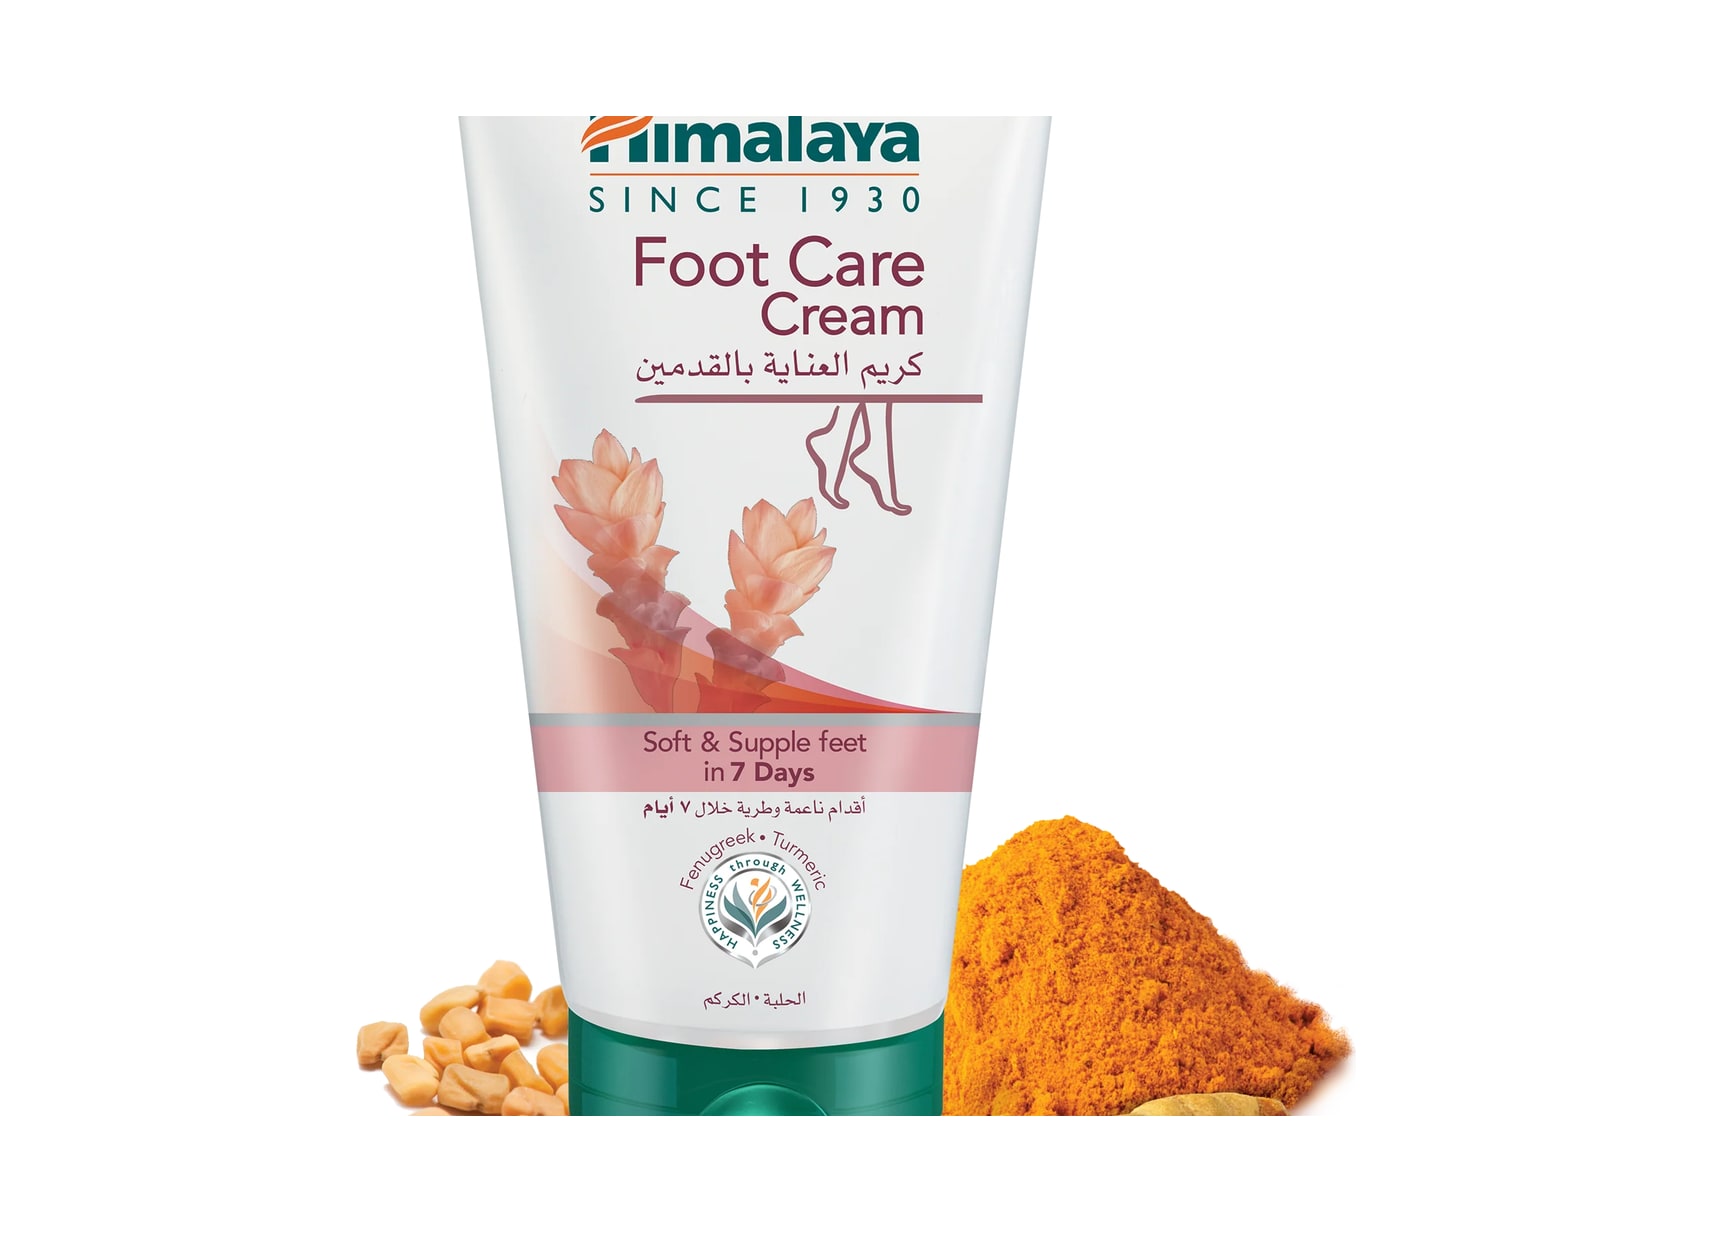 Himalaya
SINCE 1930
Foot Care
Cream
كريم العناية بالقدمين
Soft & Supple feet
in 7 Days
أقدام ناعمة وطرية خلال ٧ أيام
Fenugreek • Turmeric
HAPPINESS through WELLNESS
الحلبة • الكركم